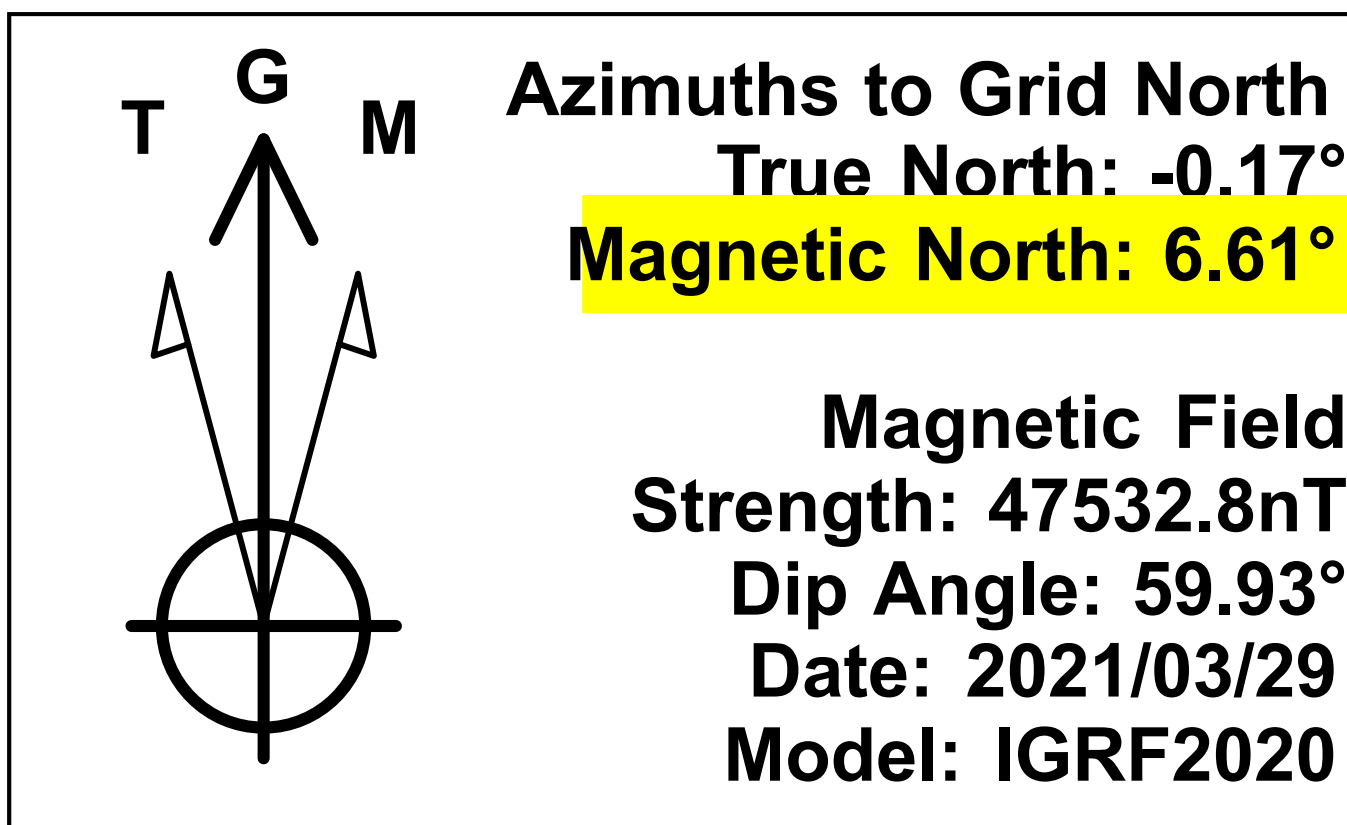 T G M
Azimuths to Grid North
True North: -0.17°
Magnetic North: 6.61°
Magnetic Field
Strength: 47532.8nT
Dip Angle: 59.93°
Date: 2021/03/29
Model: IGRF2020